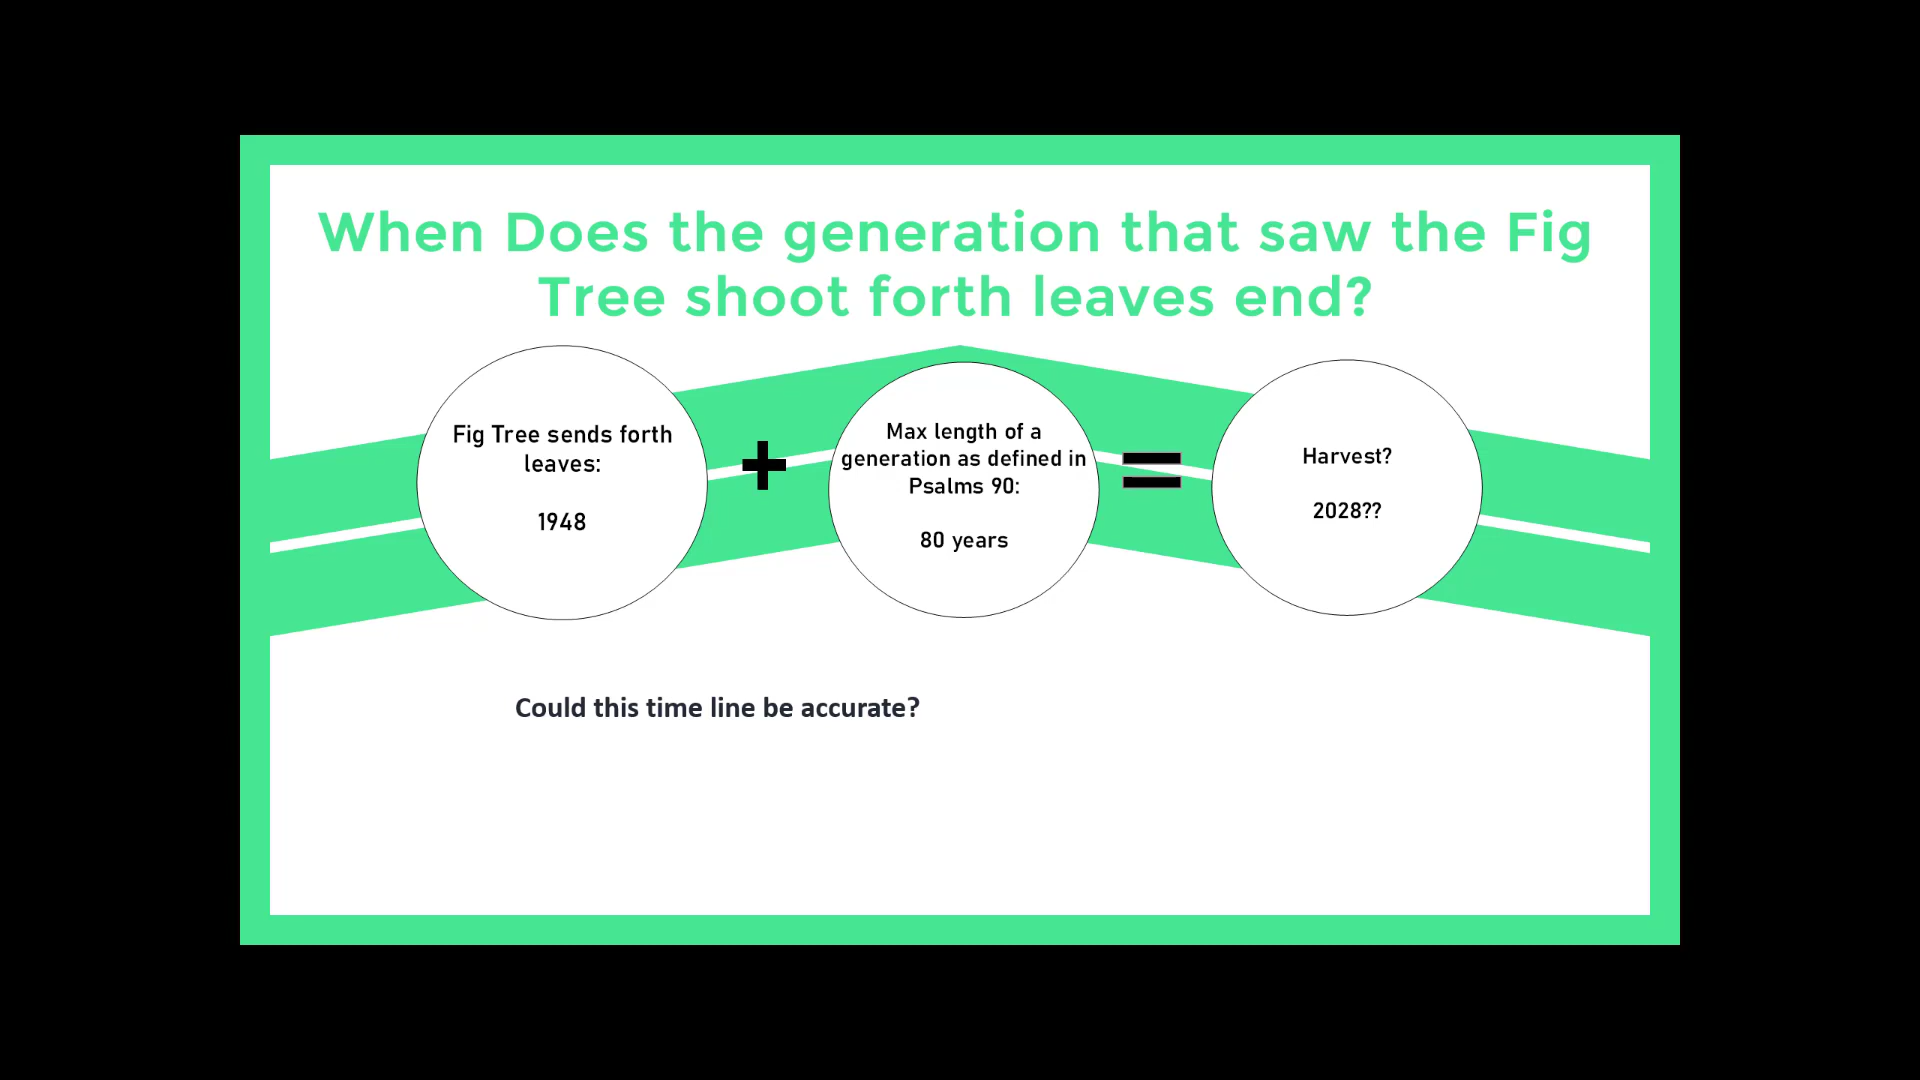 When Does the generation that saw the Fig
Tree shoot forth leaves end?
Fig Tree sends forth
leaves:
1948
+
Max length of a
generation as defined in
Psalms 90:
80 years
=
Harvest?
2028??
Could this time line be accurate?